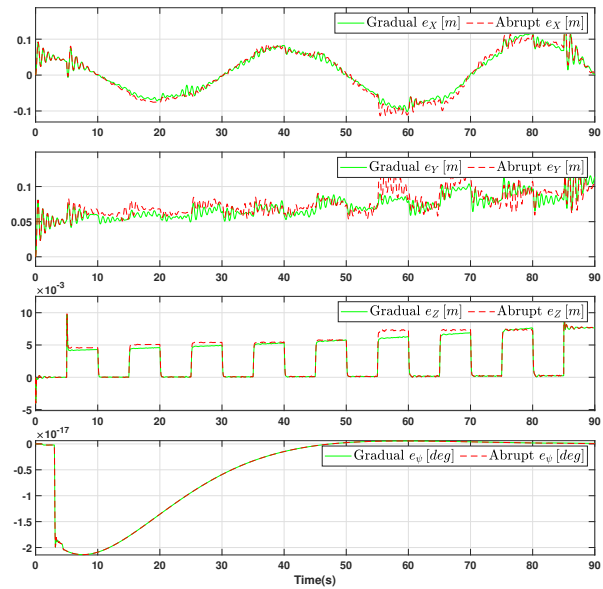 Gradual e_X [m] Abrupt e_X [m]
0.1
0
-0.1
0 10 20 30 40 50 60 70 80 90
Gradual e_Y [m] Abrupt e_Y [m]
0.1
0.05
0
0 10 20 30 40 50 60 70 80 90
×10^-3
Gradual e_Z [m] Abrupt e_Z [m]
10
5
0
-5
0 10 20 30 40 50 60 70 80 90
×10^-17
Gradual e_ψ [deg] Abrupt e_ψ [deg]
0
-0.5
-1
-1.5
-2
0 10 20 30 40 50 60 70 80 90
Time(s)